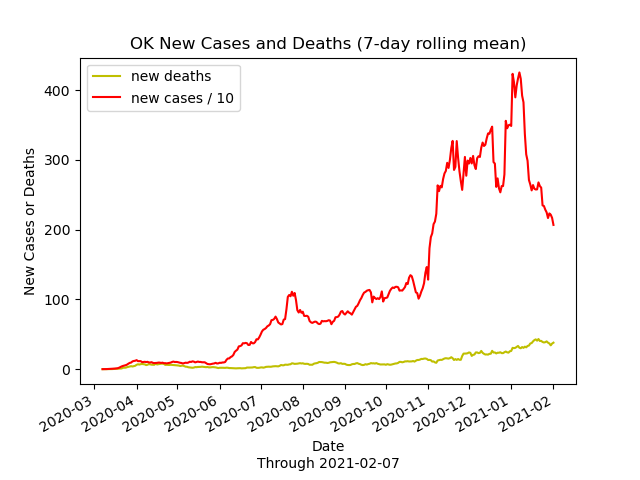 OK New Cases and Deaths (7-day rolling mean)
new deaths
new cases / 10
New Cases or Deaths
400
300
200
100
0
2020-03
2020-04
2020-05
2020-06
2020-07
2020-08
2020-09
2020-10
2020-11
2020-12
2021-01
2021-02
Date
Through 2021-02-07